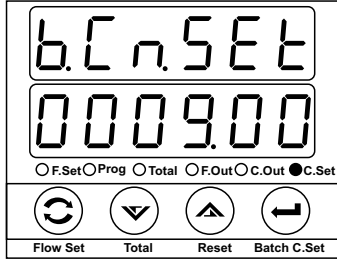 b.Cn.SEt
0009.00
F.Set Prog Total F.Out C.Out C.Set
Flow Set Total Reset Batch C.Set